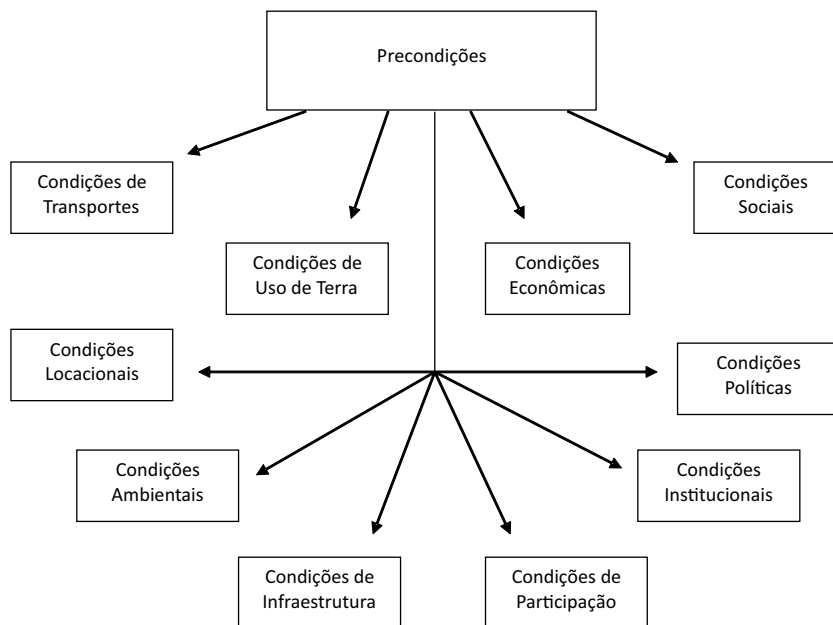 Precondições
Condições de
Transportes
Condições
Sociais
Condições de
Uso de Terra
Condições
Econômicas
Condições
Locacionais
Condições
Políticas
Condições
Ambientais
Condições
Institucionais
Condições de
Infraestrutura
Condições de
Participação